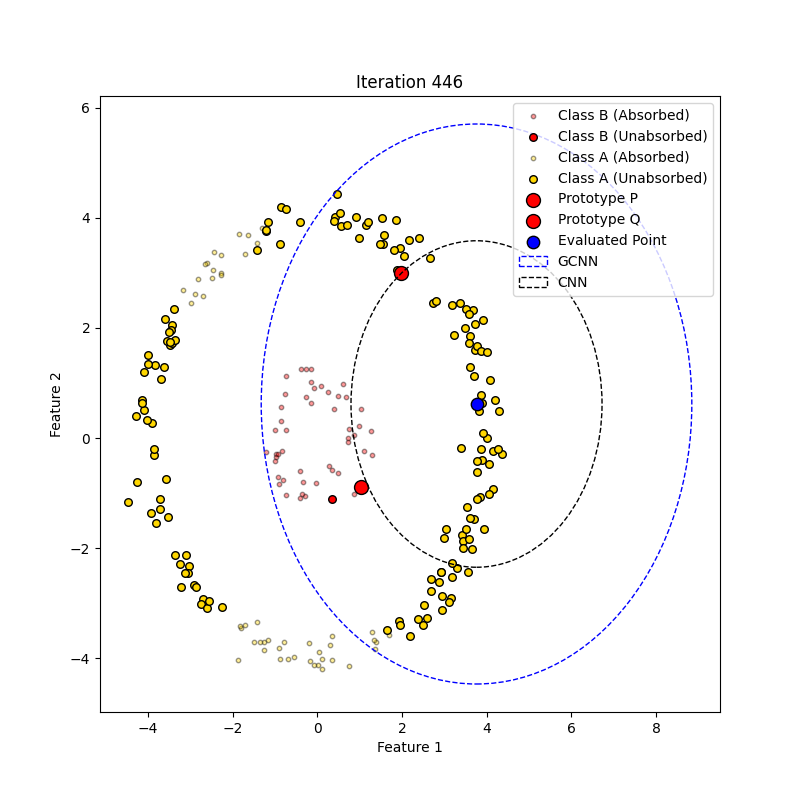 Iteration 446
Class B (Absorbed)
Class B (Unabsorbed)
Class A (Absorbed)
Class A (Unabsorbed)
Prototype P
Prototype Q
Evaluated Point
GCNN
CNN
6
4
2
0
−2
−4
Feature 2
−4 −2 0 2 4 6 8
Feature 1